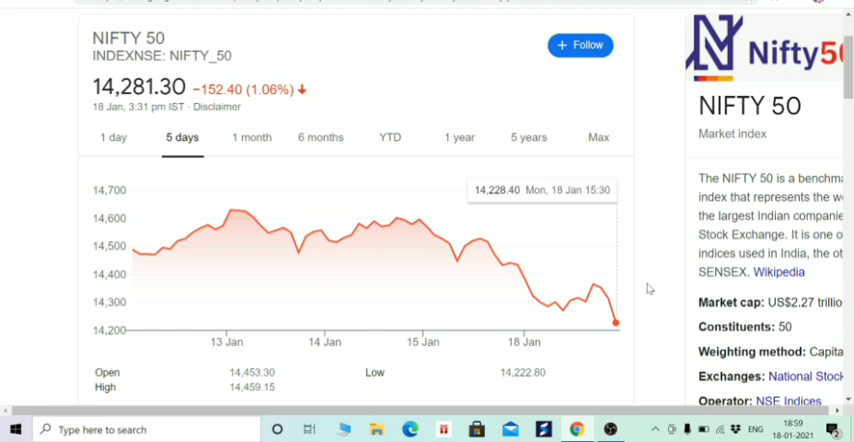 NIFTY 50
INDEXNSE: NIFTY_50
+ Follow
14,281.30 −152.40 (1.06%) ↓
18 Jan, 3:31 pm IST · Disclaimer
1 day 5 days 1 month 6 months YTD 1 year 5 years Max
14,228.40 Mon, 18 Jan 15:30
14,700
14,600
14,500
14,400
14,300
14,200
13 Jan 14 Jan 15 Jan 18 Jan
Open 14,453.30 Low 14,222.80
High 14,459.15
Nifty50
NIFTY 50
Market index
The NIFTY 50 is a benchma
index that represents the w
the largest Indian companie
Stock Exchange. It is one o
indices used in India, the ot
SENSEX. Wikipedia
Market cap: US$2.27 trillio
Constituents: 50
Weighting method: Capita
Exchanges: National Stock
Operator: NSE Indices
Type here to search
ENG
18:59
18-01-2021
2